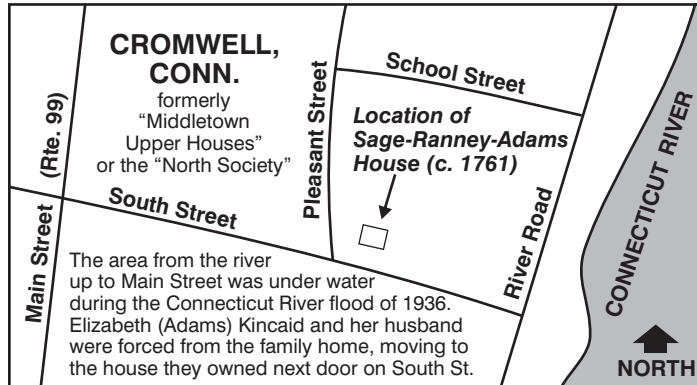 CROMWELL,
CONN.
formerly
“Middletown
Upper Houses”
or the “North Society”
(Rte. 99)
Main Street
South Street
Pleasant Street
School Street
Location of
Sage-Ranney-Adams
House (c. 1761)
River Road
CONNECTICUT RIVER
The area from the river
up to Main Street was under water
during the Connecticut River flood of 1936.
Elizabeth (Adams) Kincaid and her husband
were forced from the family home, moving to
the house they owned next door on South St.
NORTH